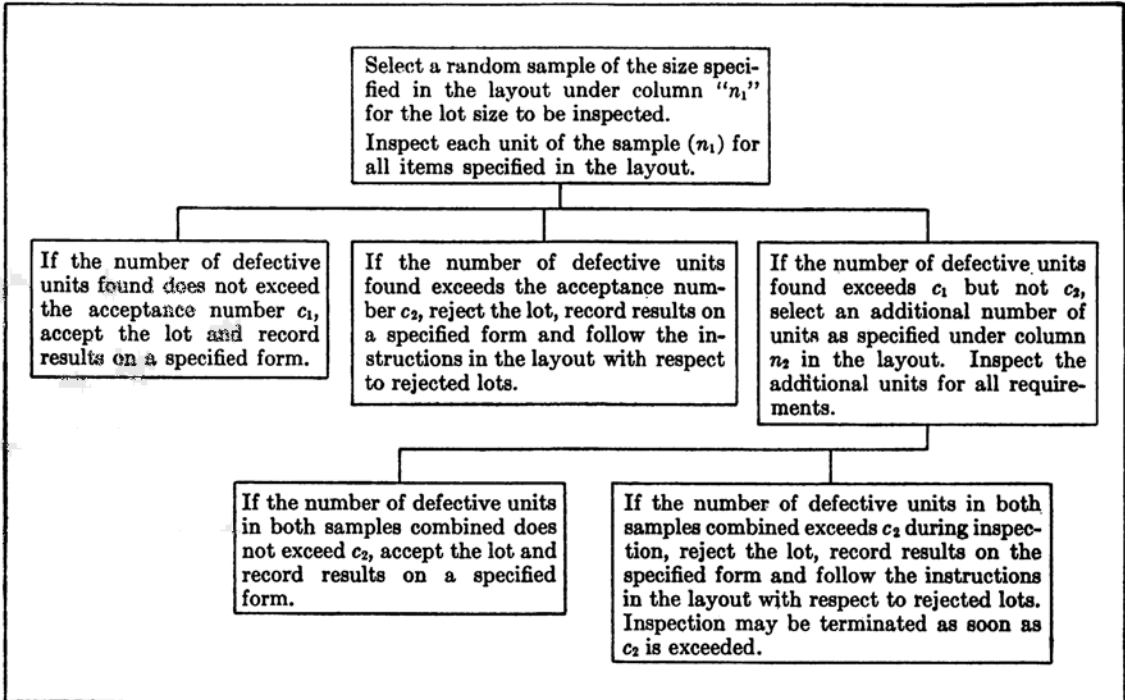 Select a random sample of the size speci-
fied in the layout under column “n₁”
for the lot size to be inspected.
Inspect each unit of the sample (n₁) for
all items specified in the layout.
If the number of defective
units found does not exceed
the acceptance number c₁,
accept the lot and record
results on a specified form.
If the number of defective units
found exceeds the acceptance num-
ber c₂, reject the lot, record results on
a specified form and follow the in-
structions in the layout with respect
to rejected lots.
If the number of defective units
found exceeds c₁ but not c₂,
select an additional number of
units as specified under column
n₂ in the layout. Inspect the
additional units for all require-
ments.
If the number of defective units
in both samples combined does
not exceed c₂, accept the lot and
record results on a specified
form.
If the number of defective units in both
samples combined exceeds c₂ during inspec-
tion, reject the lot, record results on the
specified form and follow the instructions
in the layout with respect to rejected lots.
Inspection may be terminated as soon as
c₂ is exceeded.